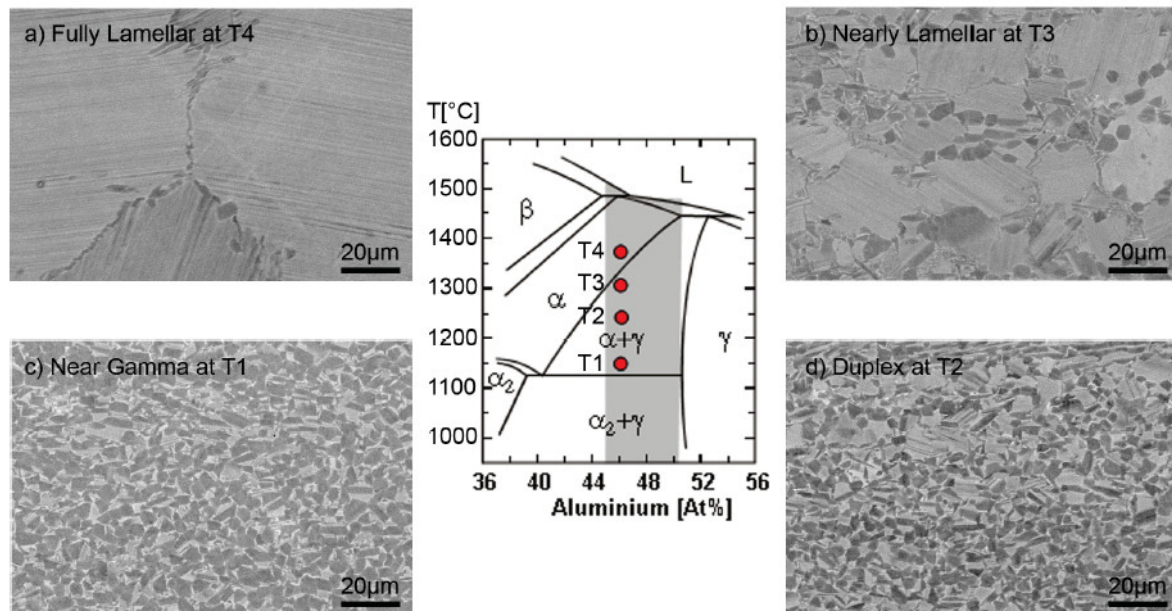 a) Fully Lamellar at T4
20µm
b) Nearly Lamellar at T3
20µm
T[°C]
1600
1500
1400
1300
1200
1100
1000
L
β
T4
T3
α
T2
α+γ
γ
T1
α₂
α₂+γ
36 40 44 48 52 56
Aluminium [At%]
c) Near Gamma at T1
20µm
d) Duplex at T2
20µm